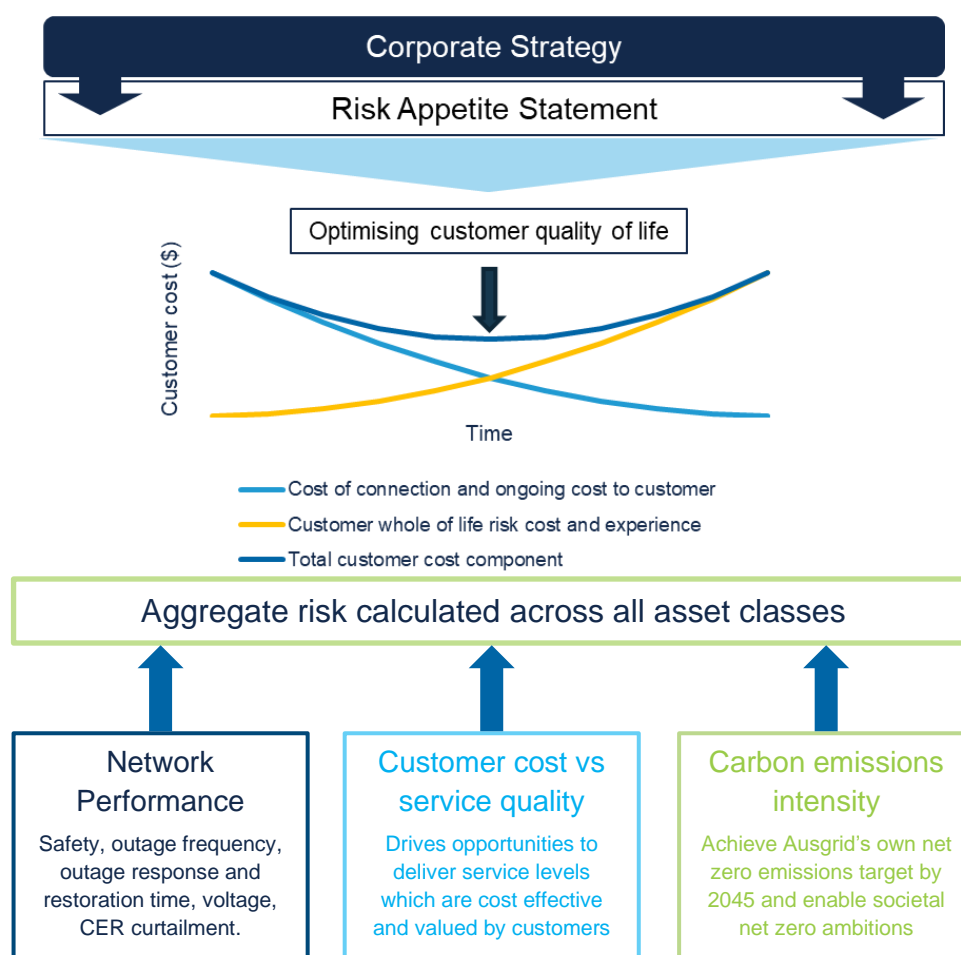 Corporate Strategy
Risk Appetite Statement
Optimising customer quality of life
Customer cost ($)
Time
Cost of connection and ongoing cost to customer
Customer whole of life risk cost and experience
Total customer cost component
Aggregate risk calculated across all asset classes
Network
Performance
Safety, outage frequency,
outage response and
restoration time, voltage,
CER curtailment.
Customer cost vs
service quality
Drives opportunities to
deliver service levels
which are cost effective
and valued by customers
Carbon emissions
intensity
Achieve Ausgrid’s own net
zero emissions target by
2045 and enable societal
net zero ambitions